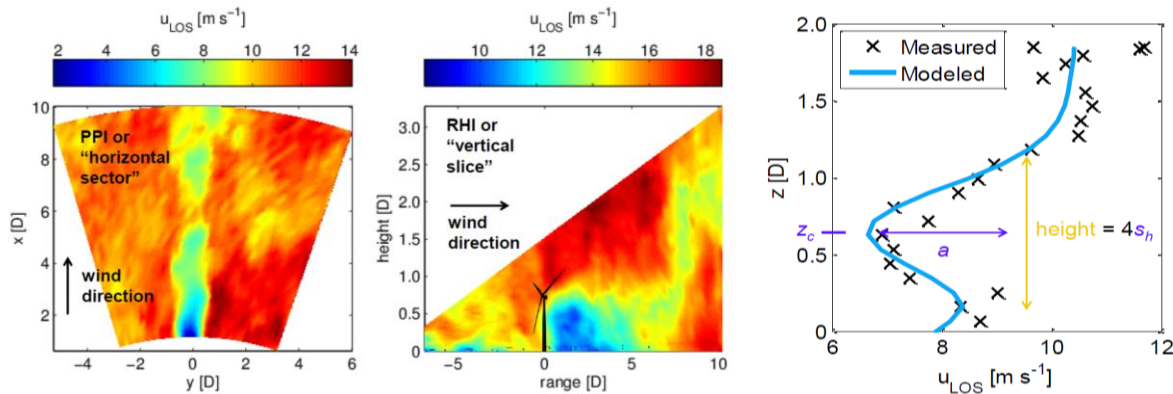 u_LOS [m s⁻¹]
2 4 6 8 10 12 14
10
8
6
4
2
x [D]
PPI or
“horizontal
sector”
wind
direction
−4 −2 0 2 4 6
y [D]
u_LOS [m s⁻¹]
10 12 14 16 18
3.0
2.5
2.0
1.5
1.0
0.5
0
height [D]
RHI or
“vertical
slice”
wind
direction
−5 0 5 10
range [D]
2.0
1.5
1.0
0.5
0
z [D]
Measured
Modeled
z_c
a
height = 4s_h
6 8 10 12
u_LOS [m s⁻¹]